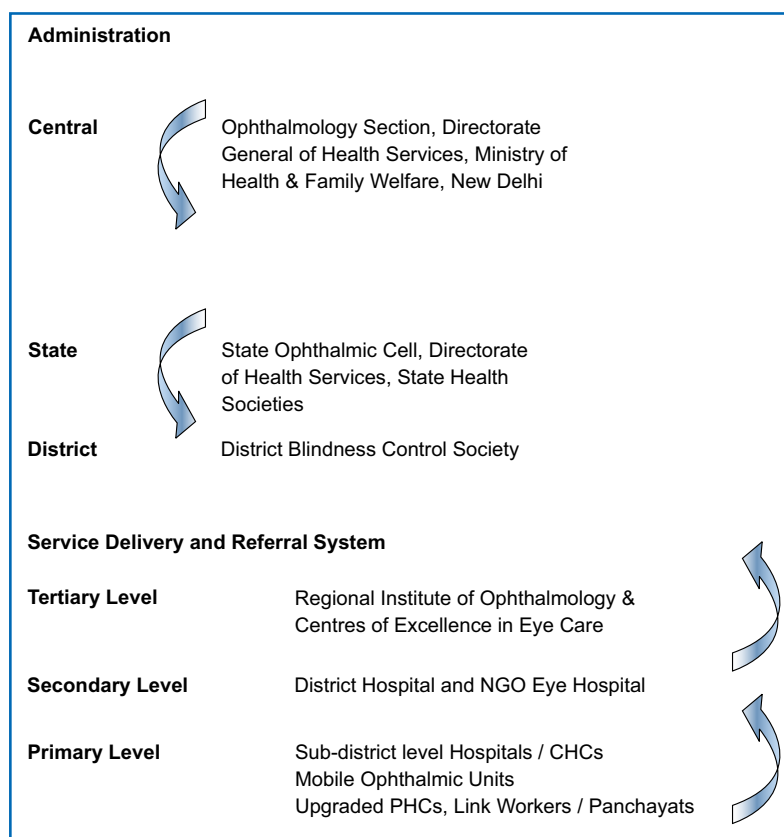 Administration
Central
Ophthalmology Section, Directorate
General of Health Services, Ministry of
Health & Family Welfare, New Delhi
State
State Ophthalmic Cell, Directorate
of Health Services, State Health
Societies
District
District Blindness Control Society
Service Delivery and Referral System
Tertiary Level
Regional Institute of Ophthalmology &
Centres of Excellence in Eye Care
Secondary Level
District Hospital and NGO Eye Hospital
Primary Level
Sub-district level Hospitals / CHCs
Mobile Ophthalmic Units
Upgraded PHCs, Link Workers / Panchayats